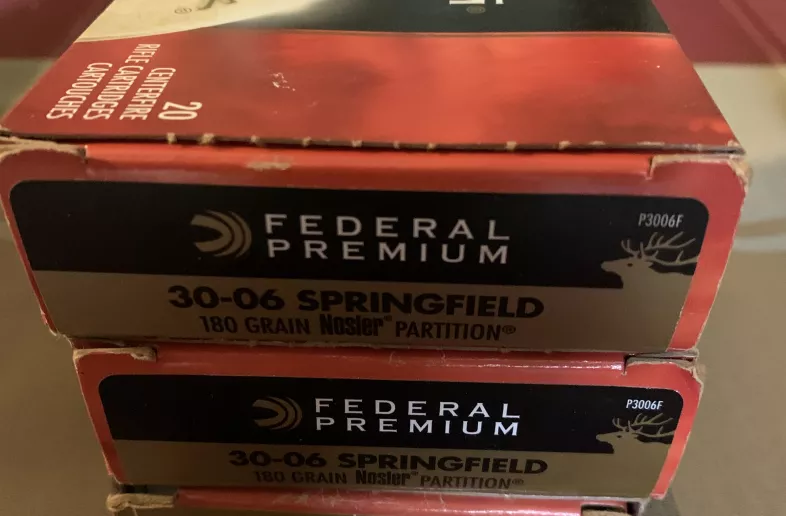 20
CENTERFIRE
RIFLE CARTRIDGES
CARTOUCHES
FEDERAL
PREMIUM
P3006F
30-06 SPRINGFIELD
180 GRAIN Nosler® PARTITION®
FEDERAL
PREMIUM
P3006F
30-06 SPRINGFIELD
180 GRAIN Nosler® PARTITION®